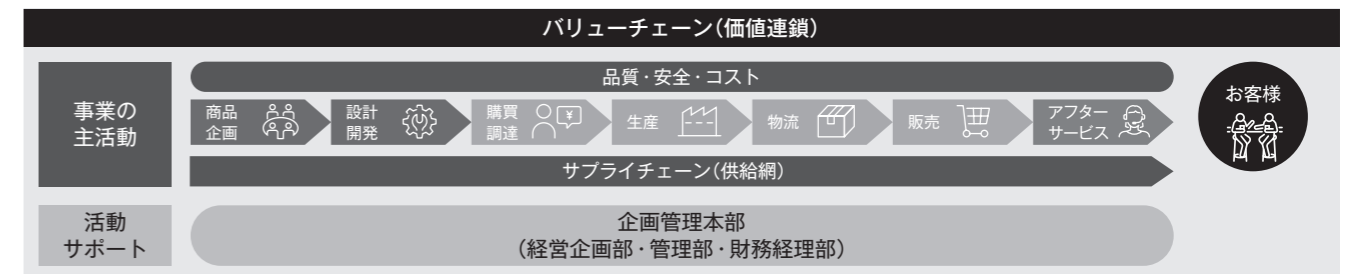 バリューチェーン（価値連鎖）
事業の
主活動
品質・安全・コスト
商品
企画
設計
開発
購買
調達
¥
生産
物流
販売
アフター
サービス
サプライチェーン（供給網）
お客様
活動
サポート
企画管理本部
（経営企画部・管理部・財務経理部）